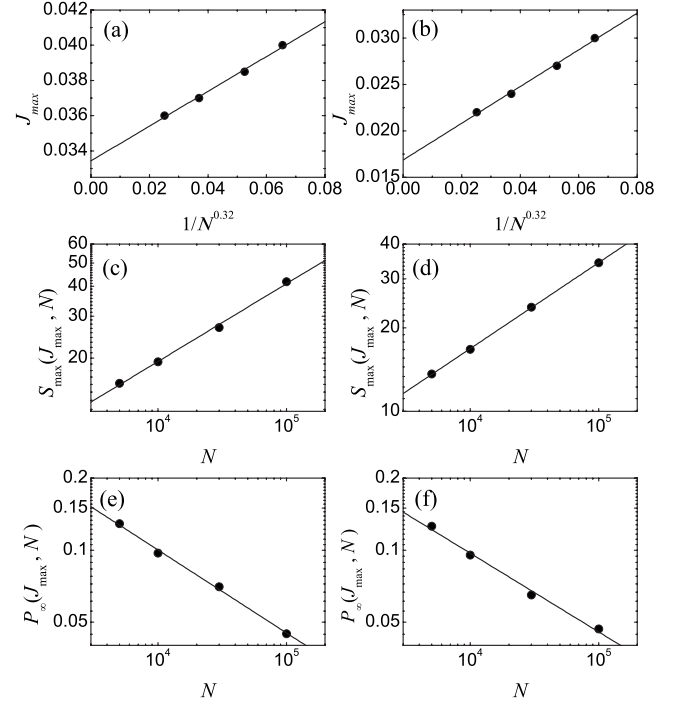 0.042
0.040
0.038
0.036
0.034
J_max
(a)
0.00 0.02 0.04 0.06 0.08
1/N^0.32
0.030
0.025
0.020
0.015
J_max
(b)
0.00 0.02 0.04 0.06 0.08
1/N^0.32
60
50
40
30
20
S_max(J_max, N)
(c)
10^4 10^5
N
40
30
20
10
S_max(J_max, N)
(d)
10^4 10^5
N
0.2
0.15
0.1
0.05
P_∞(J_max, N)
(e)
10^4 10^5
N
0.2
0.15
0.1
0.05
P_∞(J_max, N)
(f)
10^4 10^5
N